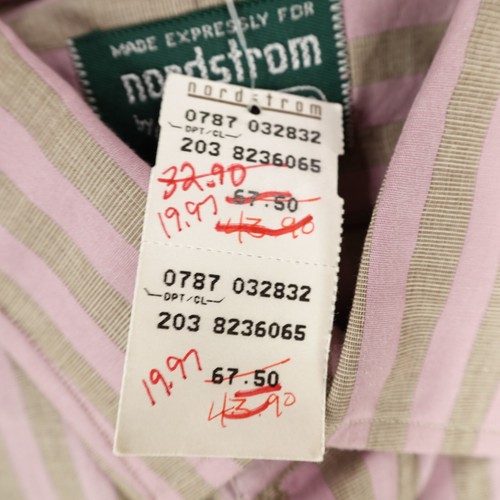 MADE EXPRESSLY FOR
nordstrom
by
nordstrom
0787 032832
DPT/CL
203 8236065
32.90
67.50
19.97
43.90
0787 032832
DPT/CL
203 8236065
19.97
67.50
43.90